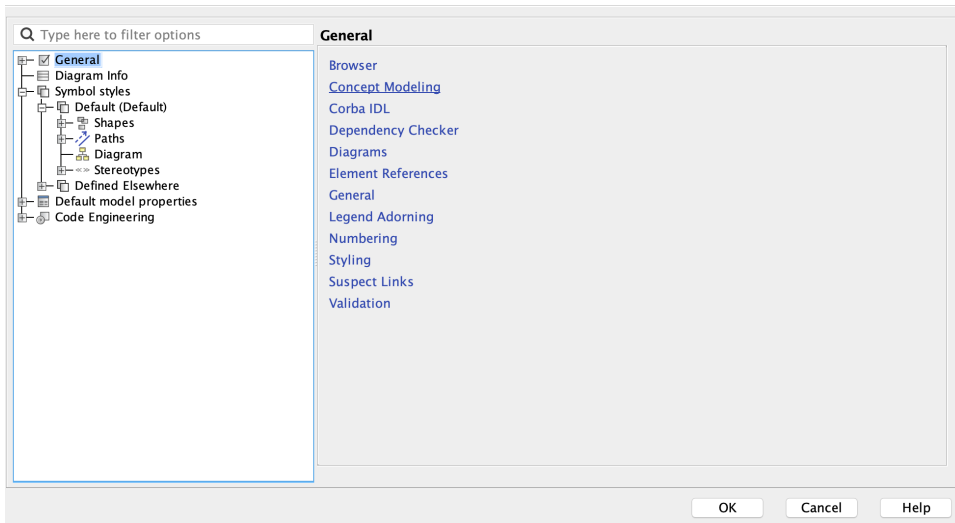 Type here to filter options
General
Diagram Info
Symbol styles
Default (Default)
Shapes
Paths
Diagram
Stereotypes
Defined Elsewhere
Default model properties
Code Engineering
General
Browser
Concept Modeling
Corba IDL
Dependency Checker
Diagrams
Element References
General
Legend Adorning
Numbering
Styling
Suspect Links
Validation
OK
Cancel
Help